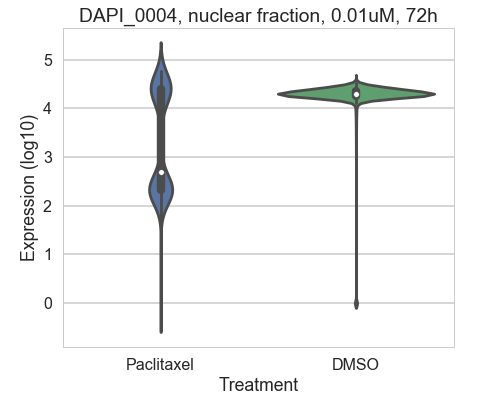 DAPI_0004, nuclear fraction, 0.01uM, 72h
Expression (log10)
5
4
3
2
1
0
Paclitaxel DMSO
Treatment